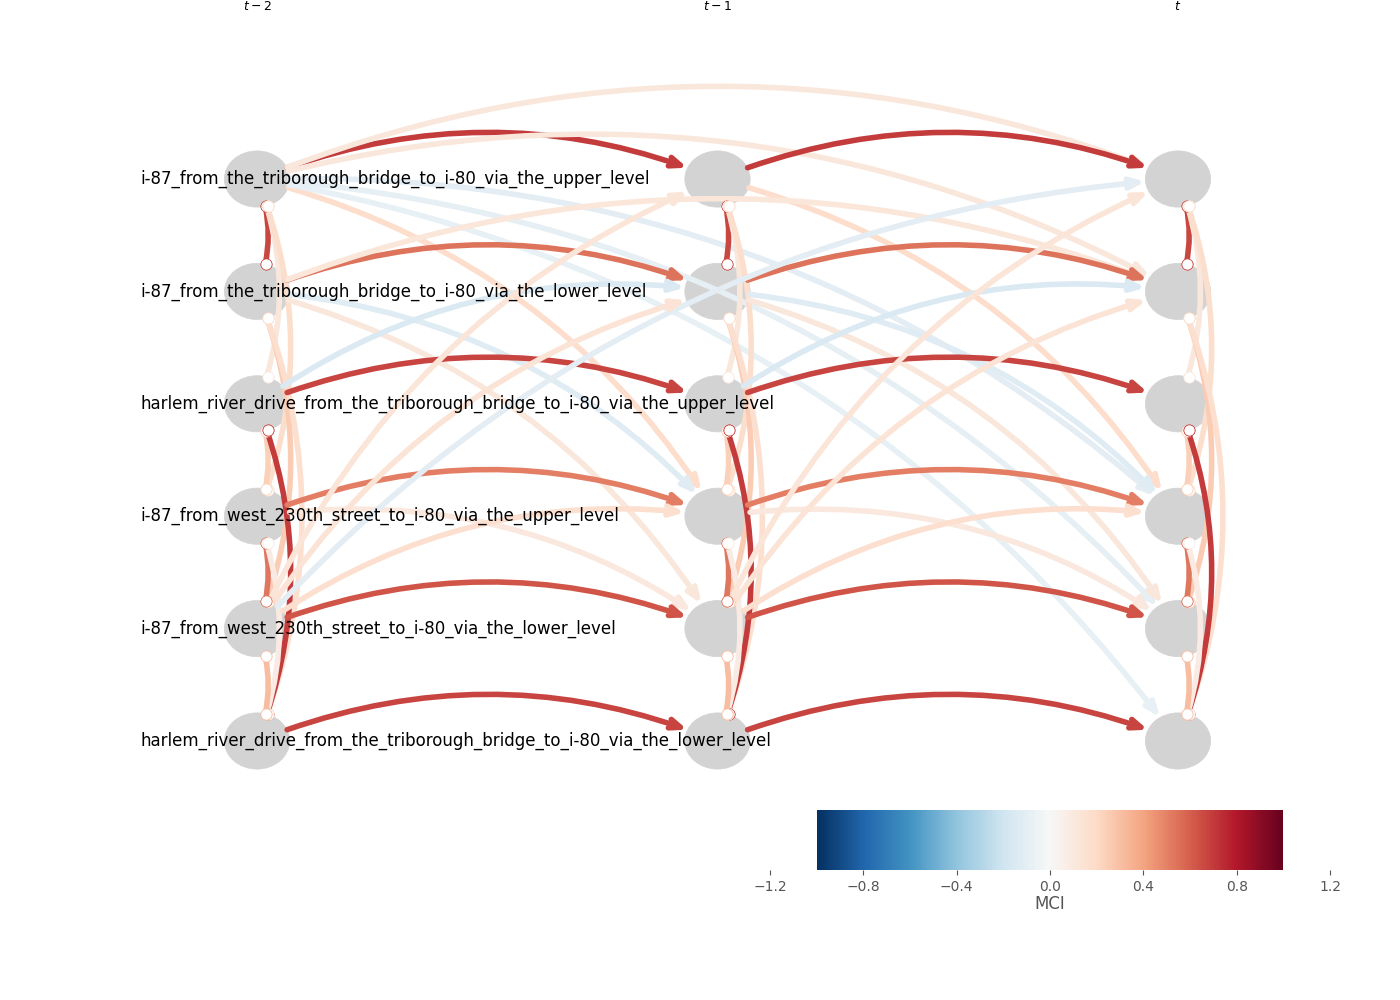 t − 2
t − 1
t
i-87_from_the_triborough_bridge_to_i-80_via_the_upper_level
i-87_from_the_triborough_bridge_to_i-80_via_the_lower_level
harlem_river_drive_from_the_triborough_bridge_to_i-80_via_the_upper_level
i-87_from_west_230th_street_to_i-80_via_the_upper_level
i-87_from_west_230th_street_to_i-80_via_the_lower_level
harlem_river_drive_from_the_triborough_bridge_to_i-80_via_the_lower_level
−1.2 −0.8 −0.4 0.0 0.4 0.8 1.2
MCI